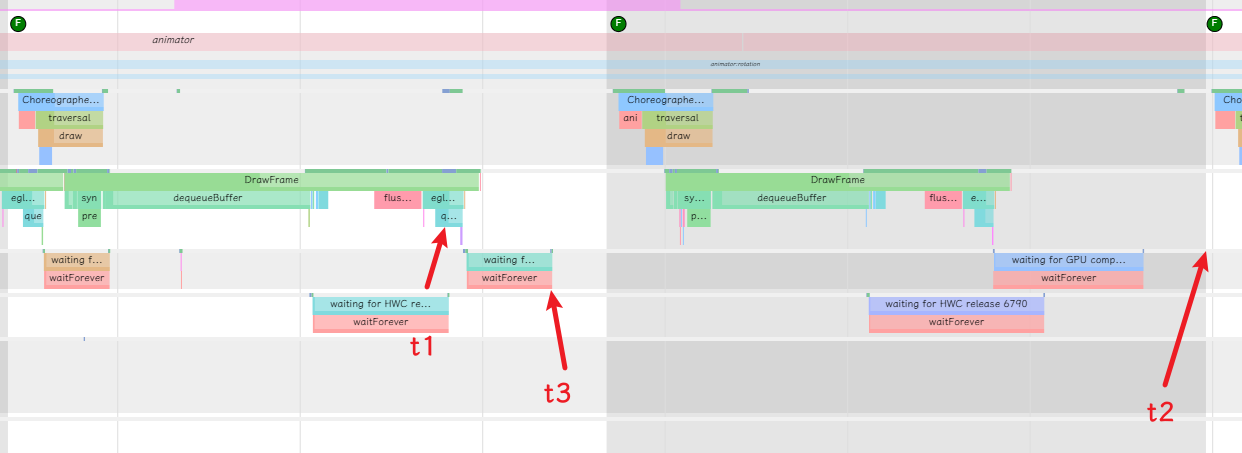 F F F
animator
animator:rotation
Choreographe... Choreographe... Cho
traversal ani traversal
draw draw
DrawFrame DrawFrame
egl... syn dequeueBuffer flus... egl... sy... dequeueBuffer flus... e...
que pre q... p...
waiting f... waiting f... waiting for GPU comp...
waitForever waitForever waitForever
waiting for HWC re... waiting for HWC release 6790
waitForever waitForever
t1
t3
t2